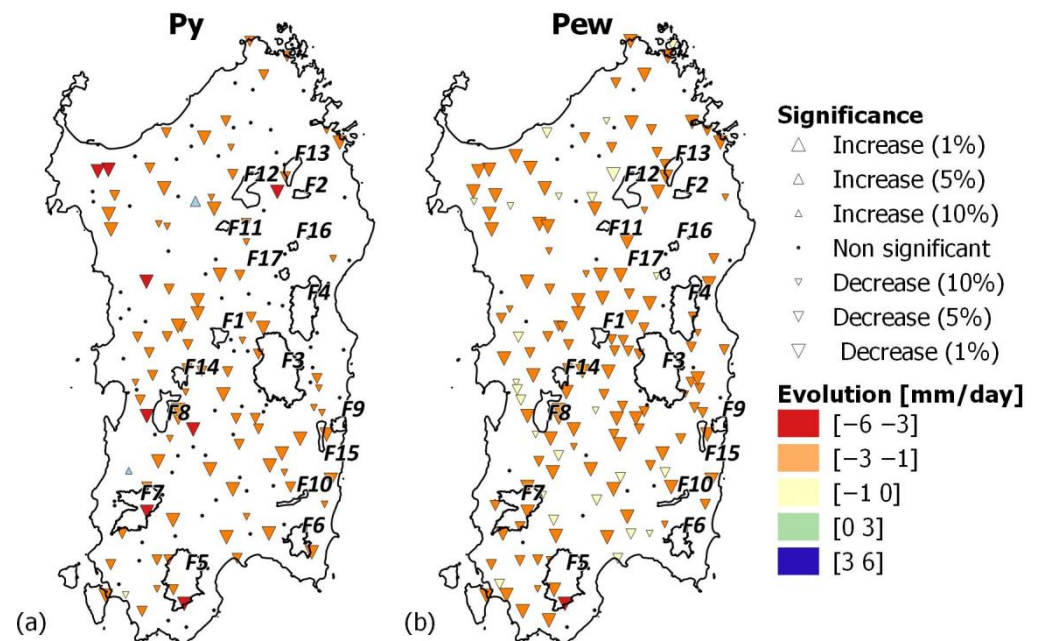 Py
Pew
F13
F12
F2
F11
F16
F17
F4
F1
F3
F14
F8
F9
F15
F7
F10
F6
F5
(a)
F13
F12
F2
F11
F16
F17
F4
F1
F3
F14
F8
F9
F15
F7
F10
F6
F5
(b)
Significance
Increase (1%)
Increase (5%)
Increase (10%)
Non significant
Decrease (10%)
Decrease (5%)
Decrease (1%)
Evolution [mm/day]
[−6 −3]
[−3 −1]
[−1 0]
[0 3]
[3 6]